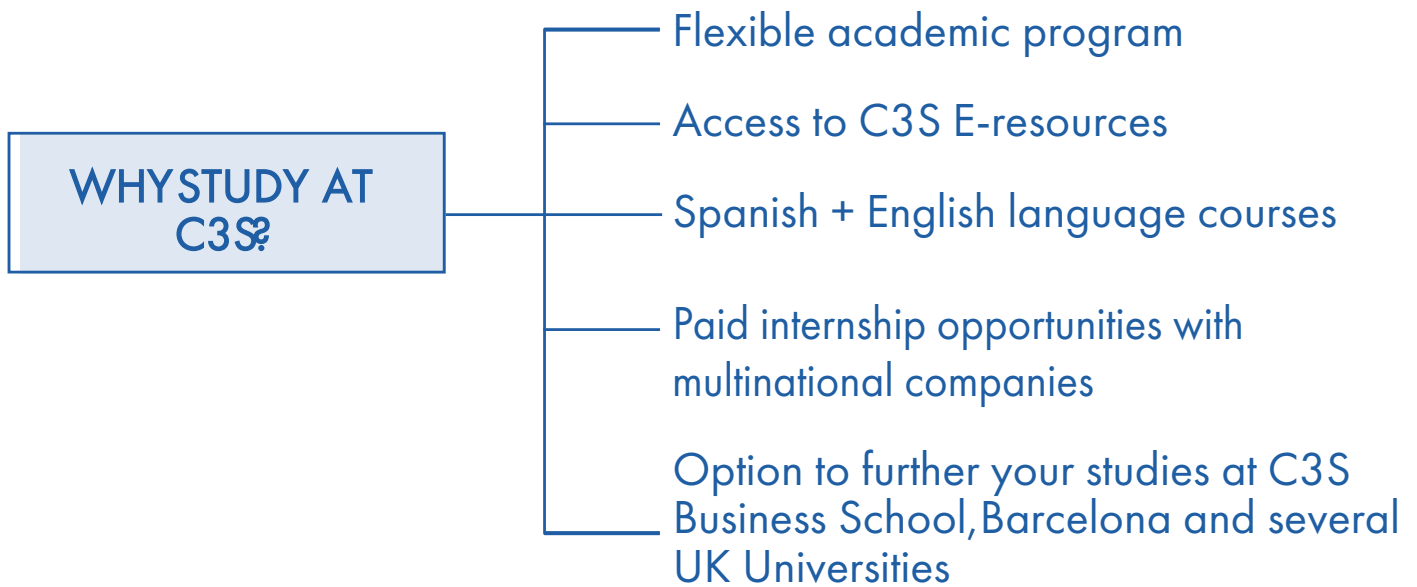 WHY STUDY AT
C3S?
Flexible academic program
Access to C3S E-resources
Spanish + English language courses
Paid internship opportunities with
multinational companies
Option to further your studies at C3S
Business School, Barcelona and several
UK Universities